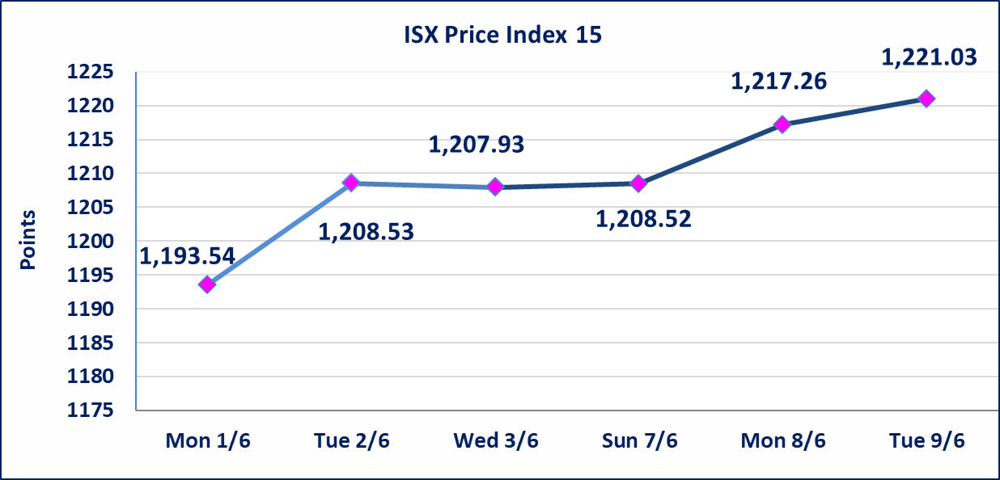 ISX Price Index 15
Points
1225
1220
1215
1210
1205
1200
1195
1190
1185
1180
1175
1,193.54
1,208.53
1,207.93
1,208.52
1,217.26
1,221.03
Mon 1/6
Tue 2/6
Wed 3/6
Sun 7/6
Mon 8/6
Tue 9/6